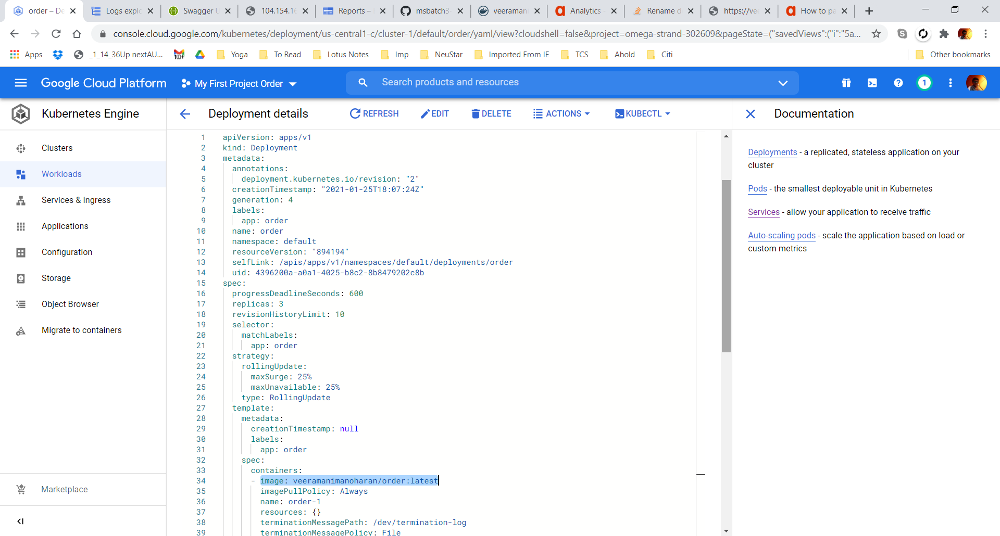 order – De
Logs explo
Swagger U
104.154.16
Reports –
msbatch3-
veeramani
Analytics -
Rename d
https://vee
How to pa
console.cloud.google.com/kubernetes/deployment/us-central1-c/cluster-1/default/order/yaml/view?cloudshell=false&project=omega-strand-302609&pageState=("savedViews":("i":"5a...
Apps
_1_14_36Up nextAU...
100+
Yoga
To Read
Lotus Notes
Imp
NeuStar
Imported From IE
TCS
Ahold
Citi
Other bookmarks
Google Cloud Platform
My First Project Order
Search products and resources
1
Kubernetes Engine
Clusters
Workloads
Services & Ingress
Applications
Configuration
Storage
Object Browser
Migrate to containers
Marketplace
Deployment details
REFRESH
EDIT
DELETE
ACTIONS
KUBECTL
1 apiVersion: apps/v1
2 kind: Deployment
3 metadata:
4 annotations:
5 deployment.kubernetes.io/revision: "2"
6 creationTimestamp: "2021-01-25T18:07:24Z"
7 generation: 4
8 labels:
9 app: order
10 name: order
11 namespace: default
12 resourceVersion: "894194"
13 selfLink: /apis/apps/v1/namespaces/default/deployments/order
14 uid: 4396200a-a0a1-4025-b8c2-8b8479202c8b
15 spec:
16 progressDeadlineSeconds: 600
17 replicas: 3
18 revisionHistoryLimit: 10
19 selector:
20 matchLabels:
21 app: order
22 strategy:
23 rollingUpdate:
24 maxSurge: 25%
25 maxUnavailable: 25%
26 type: RollingUpdate
27 template:
28 metadata:
29 creationTimestamp: null
30 labels:
31 app: order
32 spec:
33 containers:
34 - image: veeramanimanoharan/order:latest
35 imagePullPolicy: Always
36 name: order-1
37 resources: {}
38 terminationMessagePath: /dev/termination-log
39 terminationMessagePolicy: File
Documentation
Deployments - a replicated, stateless application on your
cluster
Pods - the smallest deployable unit in Kubernetes
Services - allow your application to receive traffic
Auto-scaling pods - scale the application based on load or
custom metrics